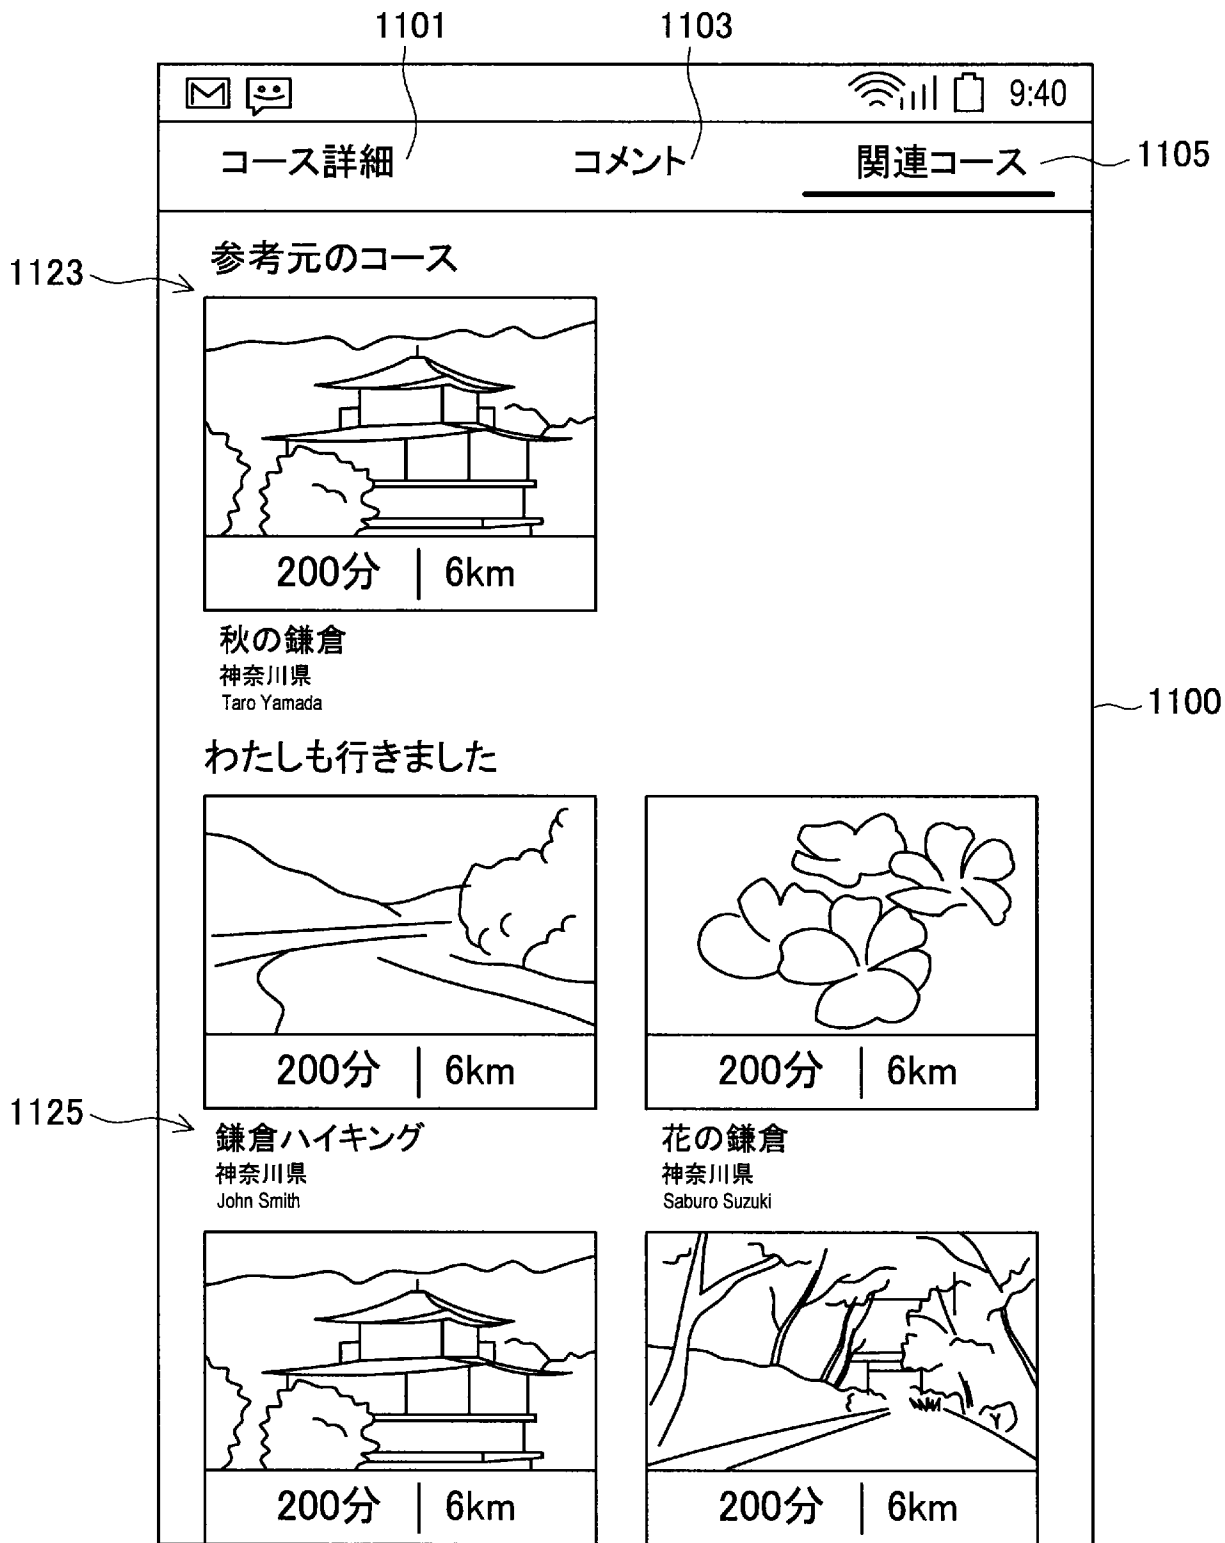 1101 1103
9:40
コース詳細 コメント 関連コース
1105
参考元のコース
1123
200分 6km
秋の鎌倉
神奈川県
Taro Yamada
1100
わたしも行きました
200分 6km 200分 6km
1125
鎌倉ハイキング 花の鎌倉
神奈川県 神奈川県
John Smith Saburo Suzuki
200分 6km 200分 6km